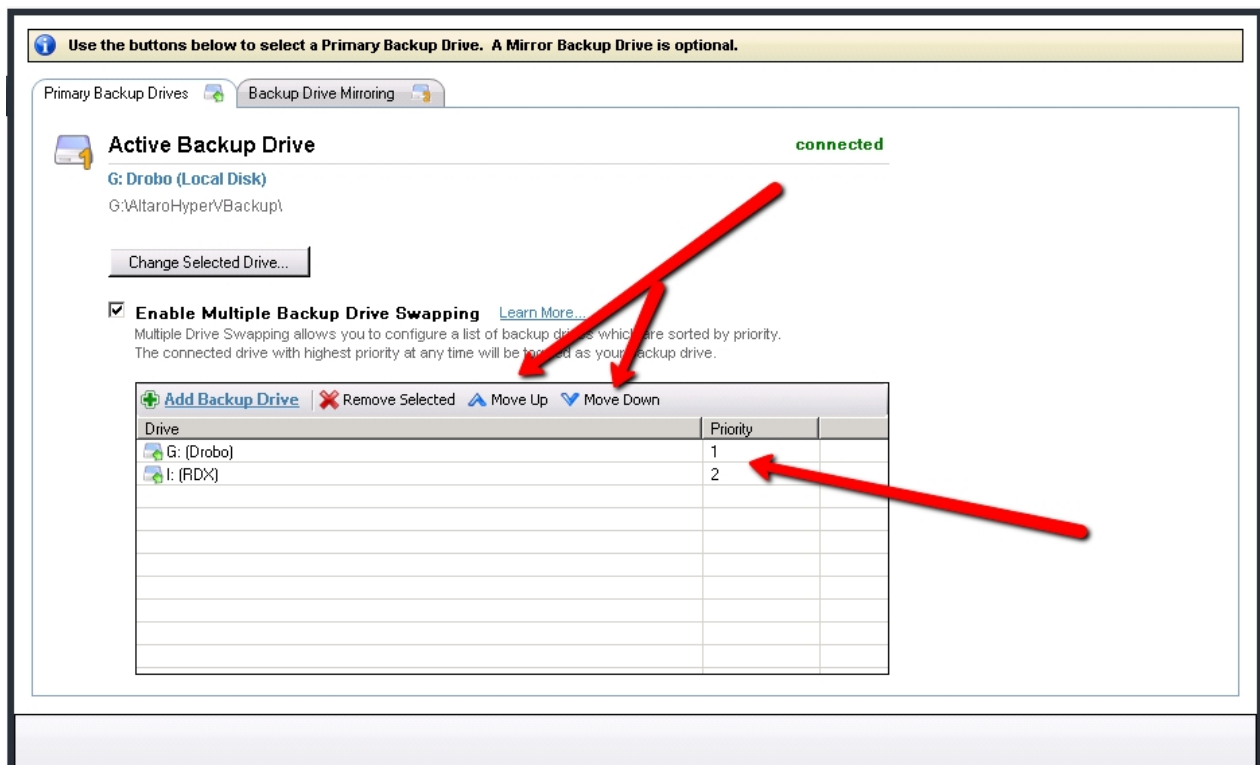 Use the buttons below to select a Primary Backup Drive. A Mirror Backup Drive is optional.
Primary Backup Drives Backup Drive Mirroring
Active Backup Drive connected
G: Drobo (Local Disk)
G:\AltaroHyperVBackup\
Change Selected Drive...
Enable Multiple Backup Drive Swapping Learn More...
Multiple Drive Swapping allows you to configure a list of backup drives which are sorted by priority.
The connected drive with highest priority at any time will be as your backup drive.
Add Backup Drive Remove Selected Move Up Move Down
Drive Priority
G: (Drobo) 1
I: (RDX) 2